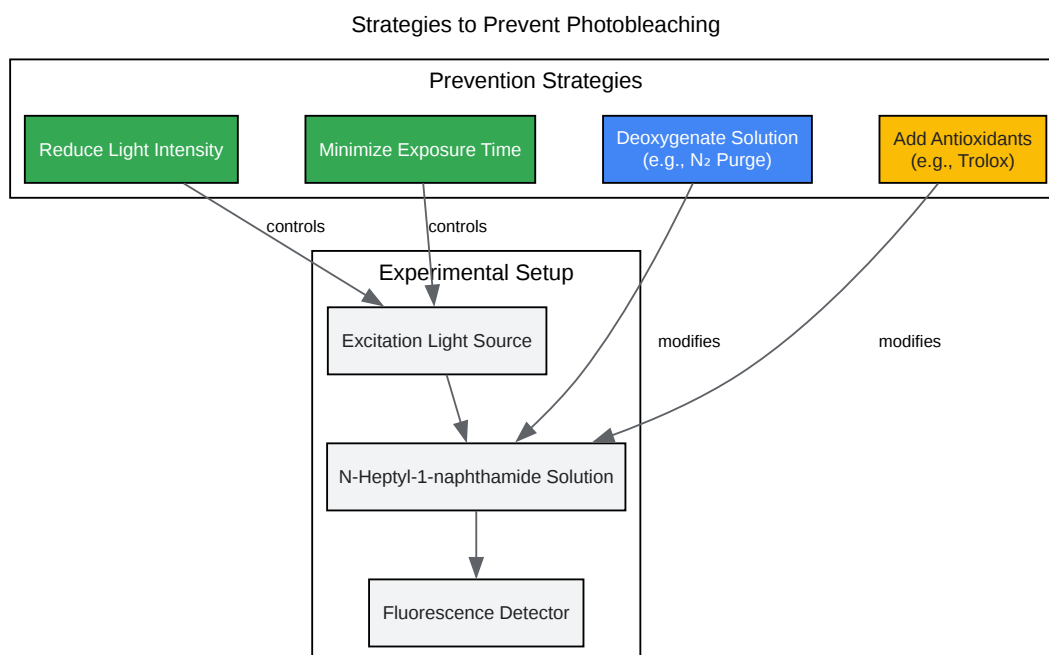 Strategies to Prevent Photobleaching
Prevention Strategies
Reduce Light Intensity
Minimize Exposure Time
Deoxygenate Solution
(e.g., N₂ Purge)
Add Antioxidants
(e.g., Trolox)
controls
controls
Experimental Setup
Excitation Light Source
modifies
modifies
N-Heptyl-1-naphthamide Solution
Fluorescence Detector